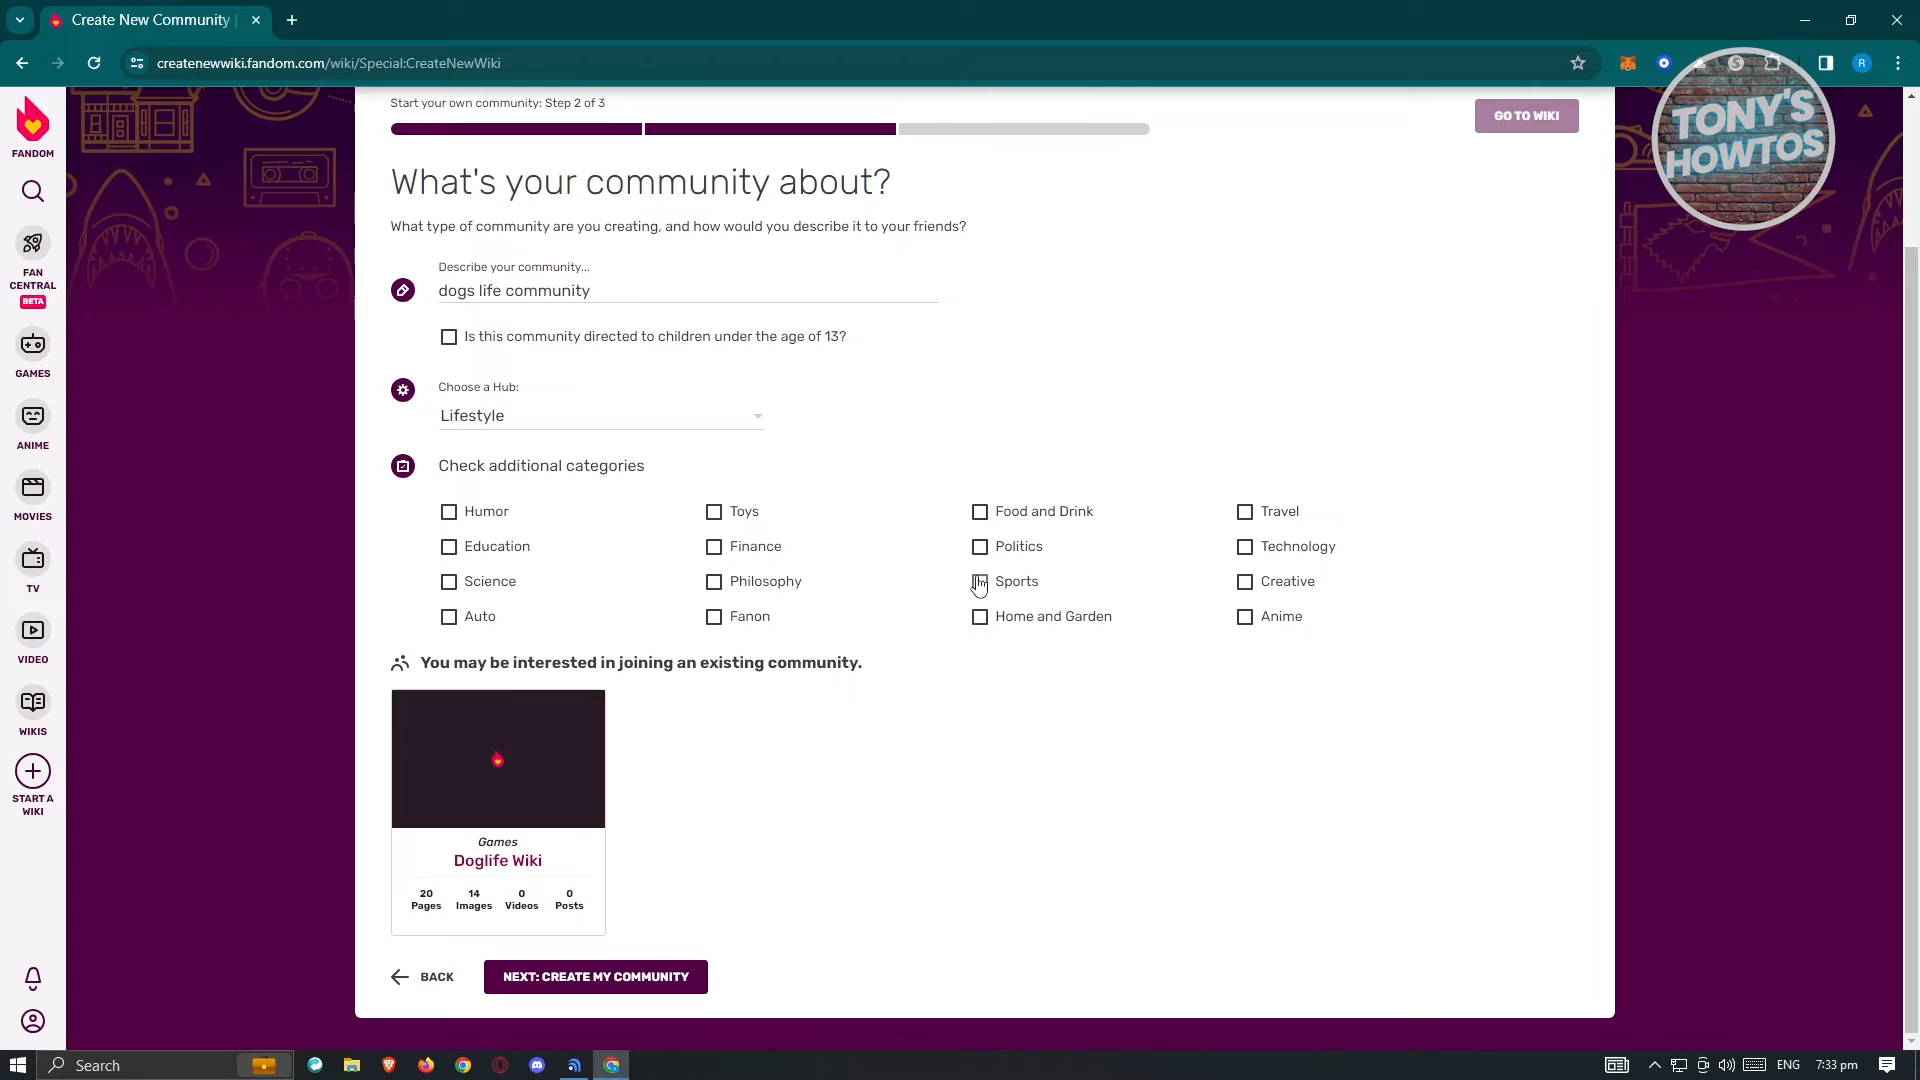 Create New Community |
createnewwiki.fandom.com/wiki/Special:CreateNewWiki
R
TONY'S
HOWTOS
FANDOM
FAN
CENTRAL
BETA
GAMES
ANIME
MOVIES
TV
VIDEO
WIKIS
START A
WIKI
Start your own community: Step 2 of 3
GO TO WIKI
What's your community about?
What type of community are you creating, and how would you describe it to your friends?
Describe your community...
dogs life community
Is this community directed to children under the age of 13?
Choose a Hub:
Lifestyle
Check additional categories
Humor Toys Food and Drink Travel
Education Finance Politics Technology
Science Philosophy Sports Creative
Auto Fanon Home and Garden Anime
You may be interested in joining an existing community.
Games
Doglife Wiki
20 14 0 0
Pages Images Videos Posts
BACK NEXT: CREATE MY COMMUNITY
Search ENG 7:33 pm